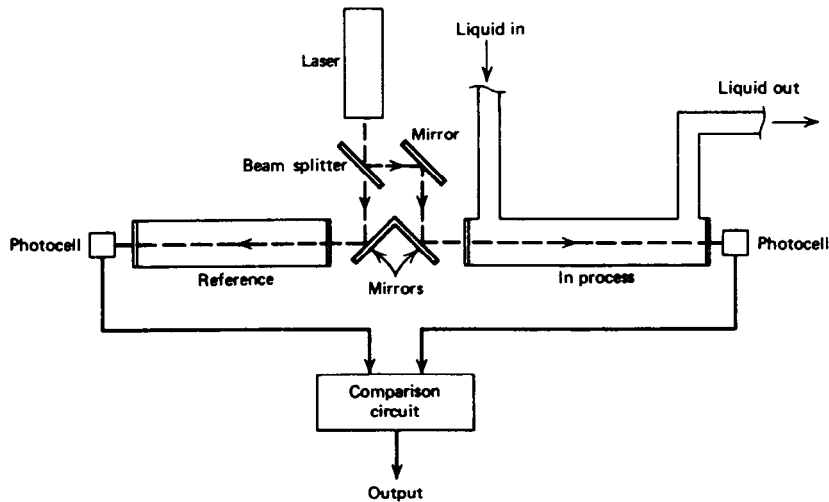 Liquid in
Laser
Liquid out
Mirror
Beam splitter
Photocell
Photocell
Reference
Mirrors
In process
Comparison
circuit
Output